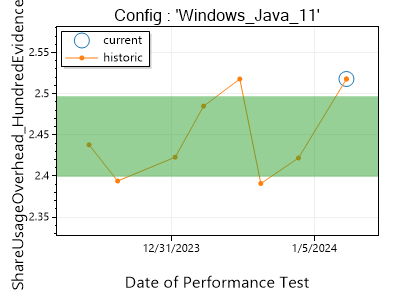 Config : 'Windows_Java_11'
current
historic
ShareUsageOverhead_HundredEvidence
2.55
2.5
2.45
2.4
2.35
12/31/2023
1/5/2024
Date of Performance Test